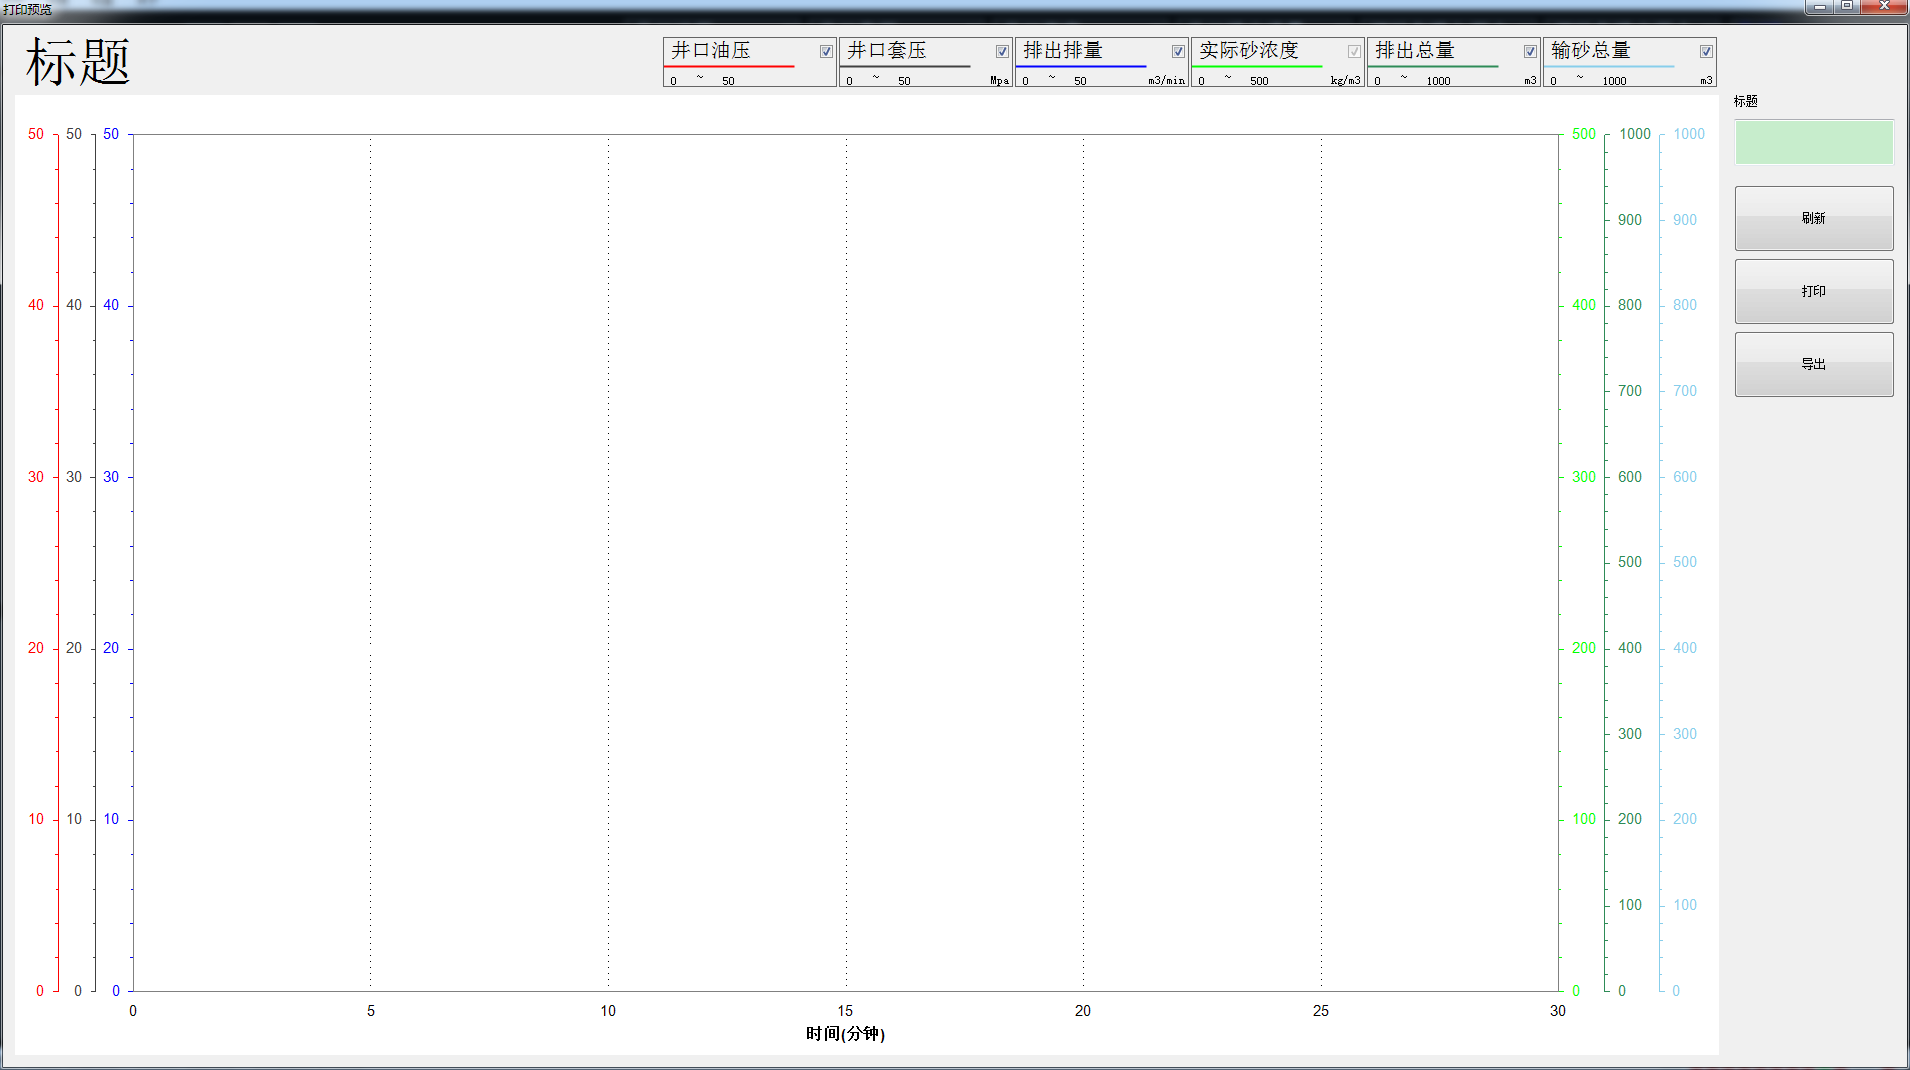 打印预览
标题
井口油压
0 ~ 50
井口套压
0 ~ 50 Mpa
排出排量
0 ~ 50 m3/min
实际砂浓度
0 ~ 500 kg/m3
排出总量
0 ~ 1000 m3
输砂总量
0 ~ 1000 m3
标题
刷新
打印
导出
50 50 50 500 1000 1000
900 900
40 40 40 400 800 800
700 700
30 30 30 300 600 600
500 500
20 20 20 200 400 400
300 300
10 10 10 100 200 200
100 100
0 0 0 0 0 0
0 5 10 15 20 25 30
时间(分钟)